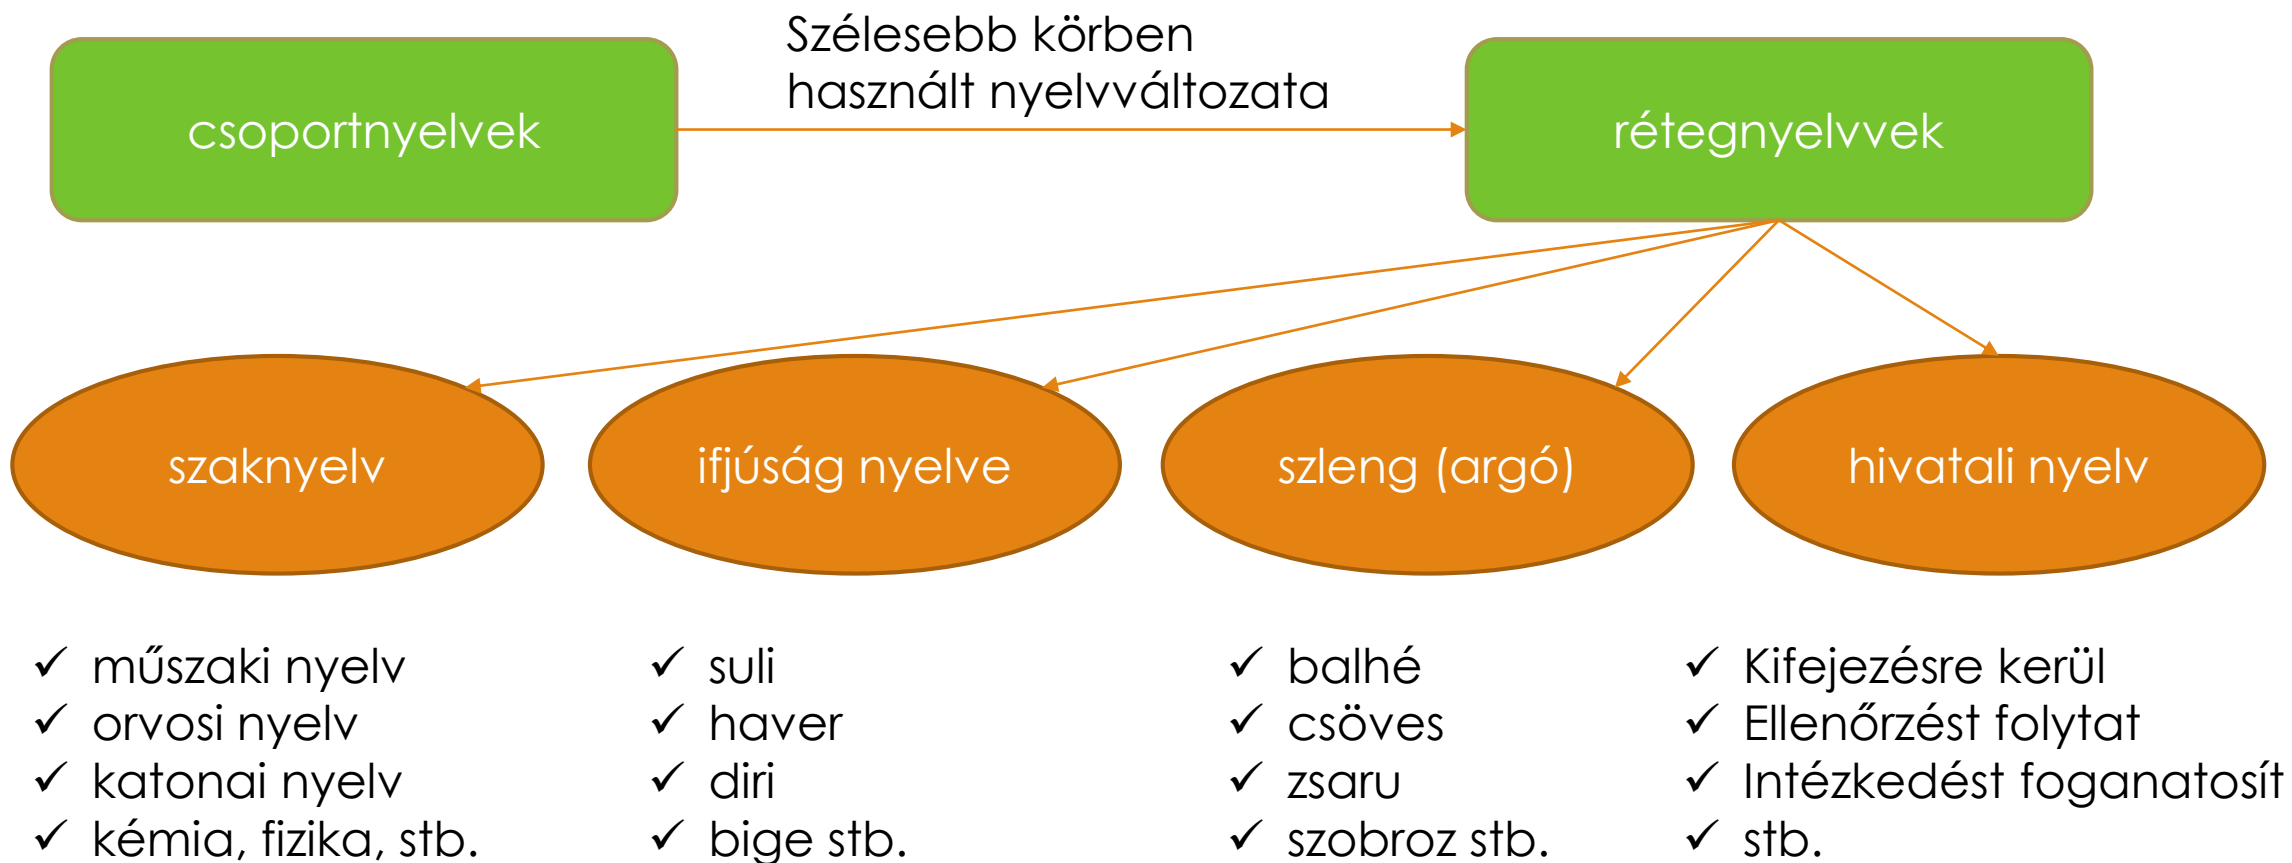 Szélesebb körben
használt nyelvváltozata
csoportnyelvek
rétegnyelvvek
szaknyelv
ifjúság nyelve
szleng (argó)
hivatali nyelv
✓ műszaki nyelv
✓ orvosi nyelv
✓ katonai nyelv
✓ kémia, fizika, stb.
✓ suli
✓ haver
✓ diri
✓ bige stb.
✓ balhé
✓ csöves
✓ zsaru
✓ szobroz stb.
✓ Kifejezésre kerül
✓ Ellenőrzést folytat
✓ Intézkedést foganatosít
✓ stb.